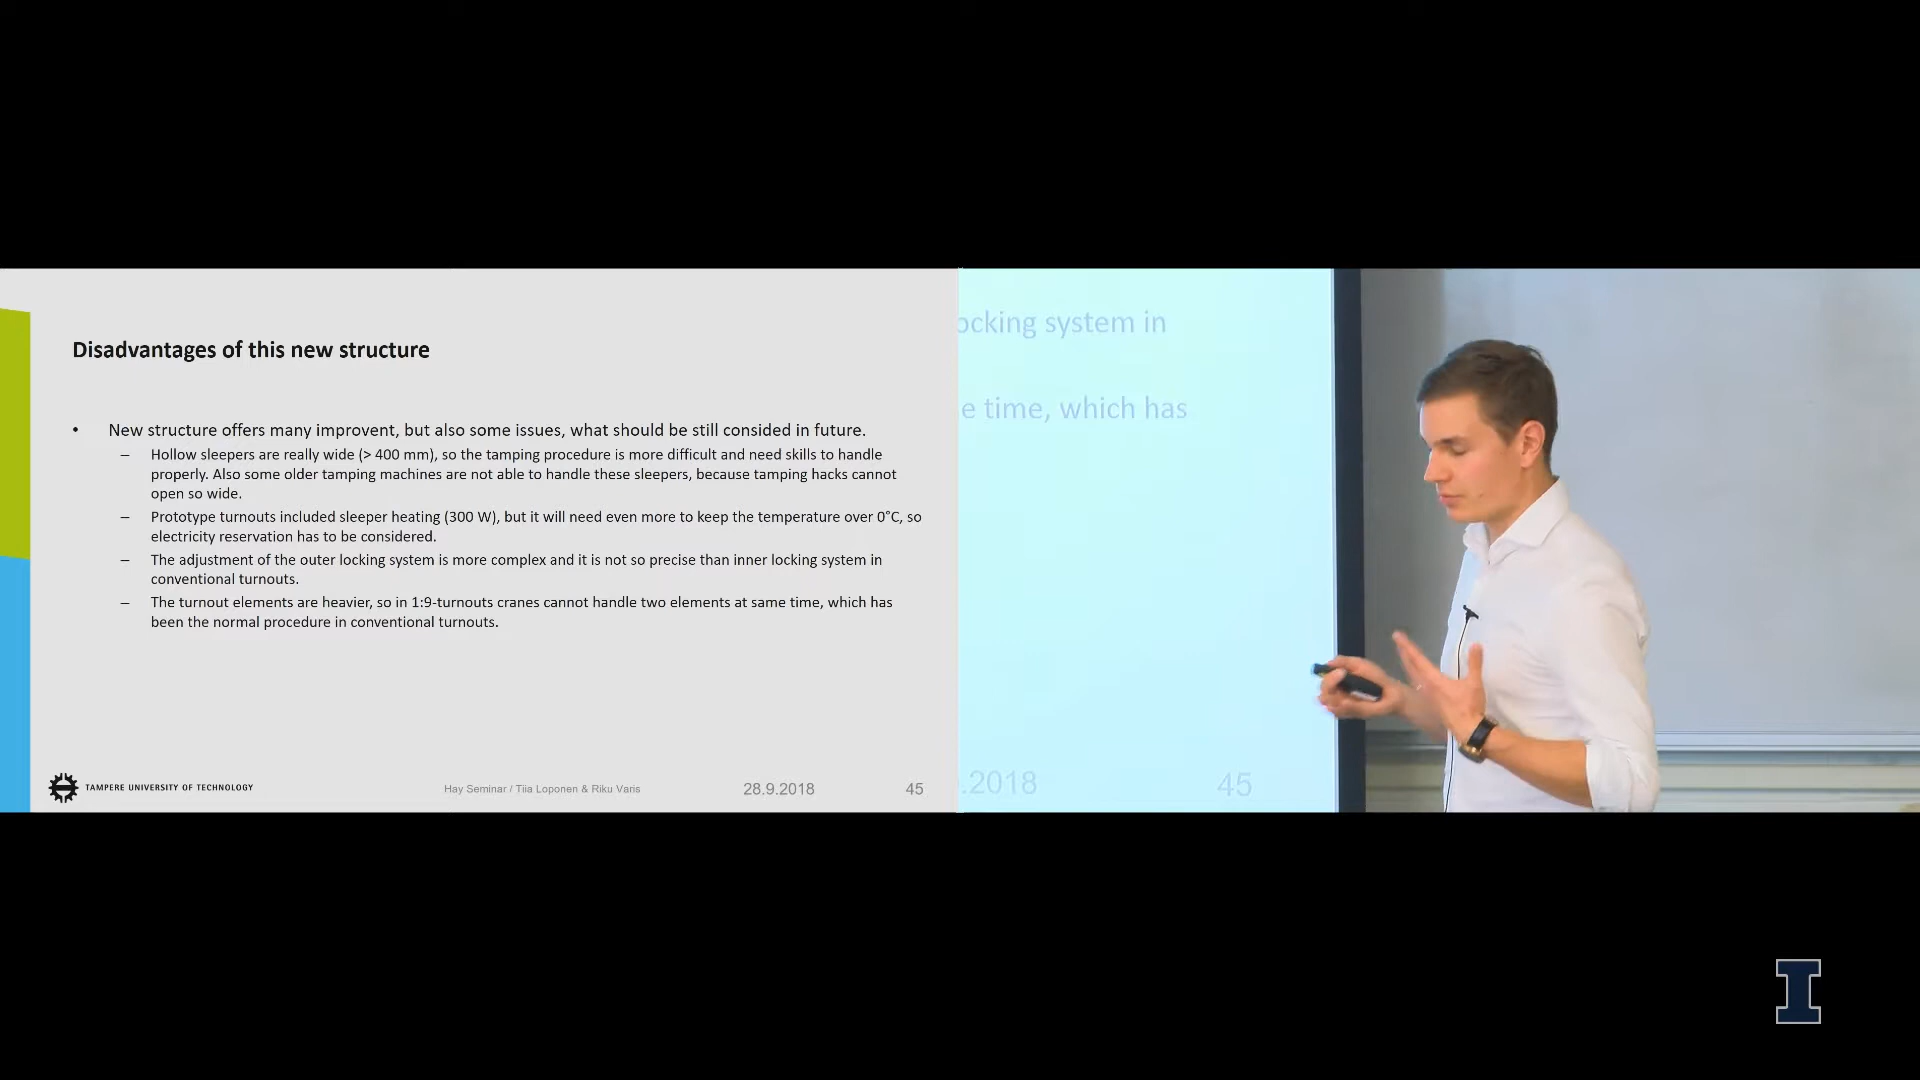 Disadvantages of this new structure
• New structure offers many improvent, but also some issues, what should be still consided in future.
– Hollow sleepers are really wide (> 400 mm), so the tamping procedure is more difficult and need skills to handle
properly. Also some older tamping machines are not able to handle these sleepers, because tamping hacks cannot
open so wide.
– Prototype turnouts included sleeper heating (300 W), but it will need even more to keep the temperature over 0°C, so
electricity reservation has to be considered.
– The adjustment of the outer locking system is more complex and it is not so precise than inner locking system in
conventional turnouts.
– The turnout elements are heavier, so in 1:9-turnouts cranes cannot handle two elements at same time, which has
been the normal procedure in conventional turnouts.
TAMPERE UNIVERSITY OF TECHNOLOGY
Hay Seminar / Tiia Loponen & Riku Varis
28.9.2018
45
ocking system in
e time, which has
.2018
45
I